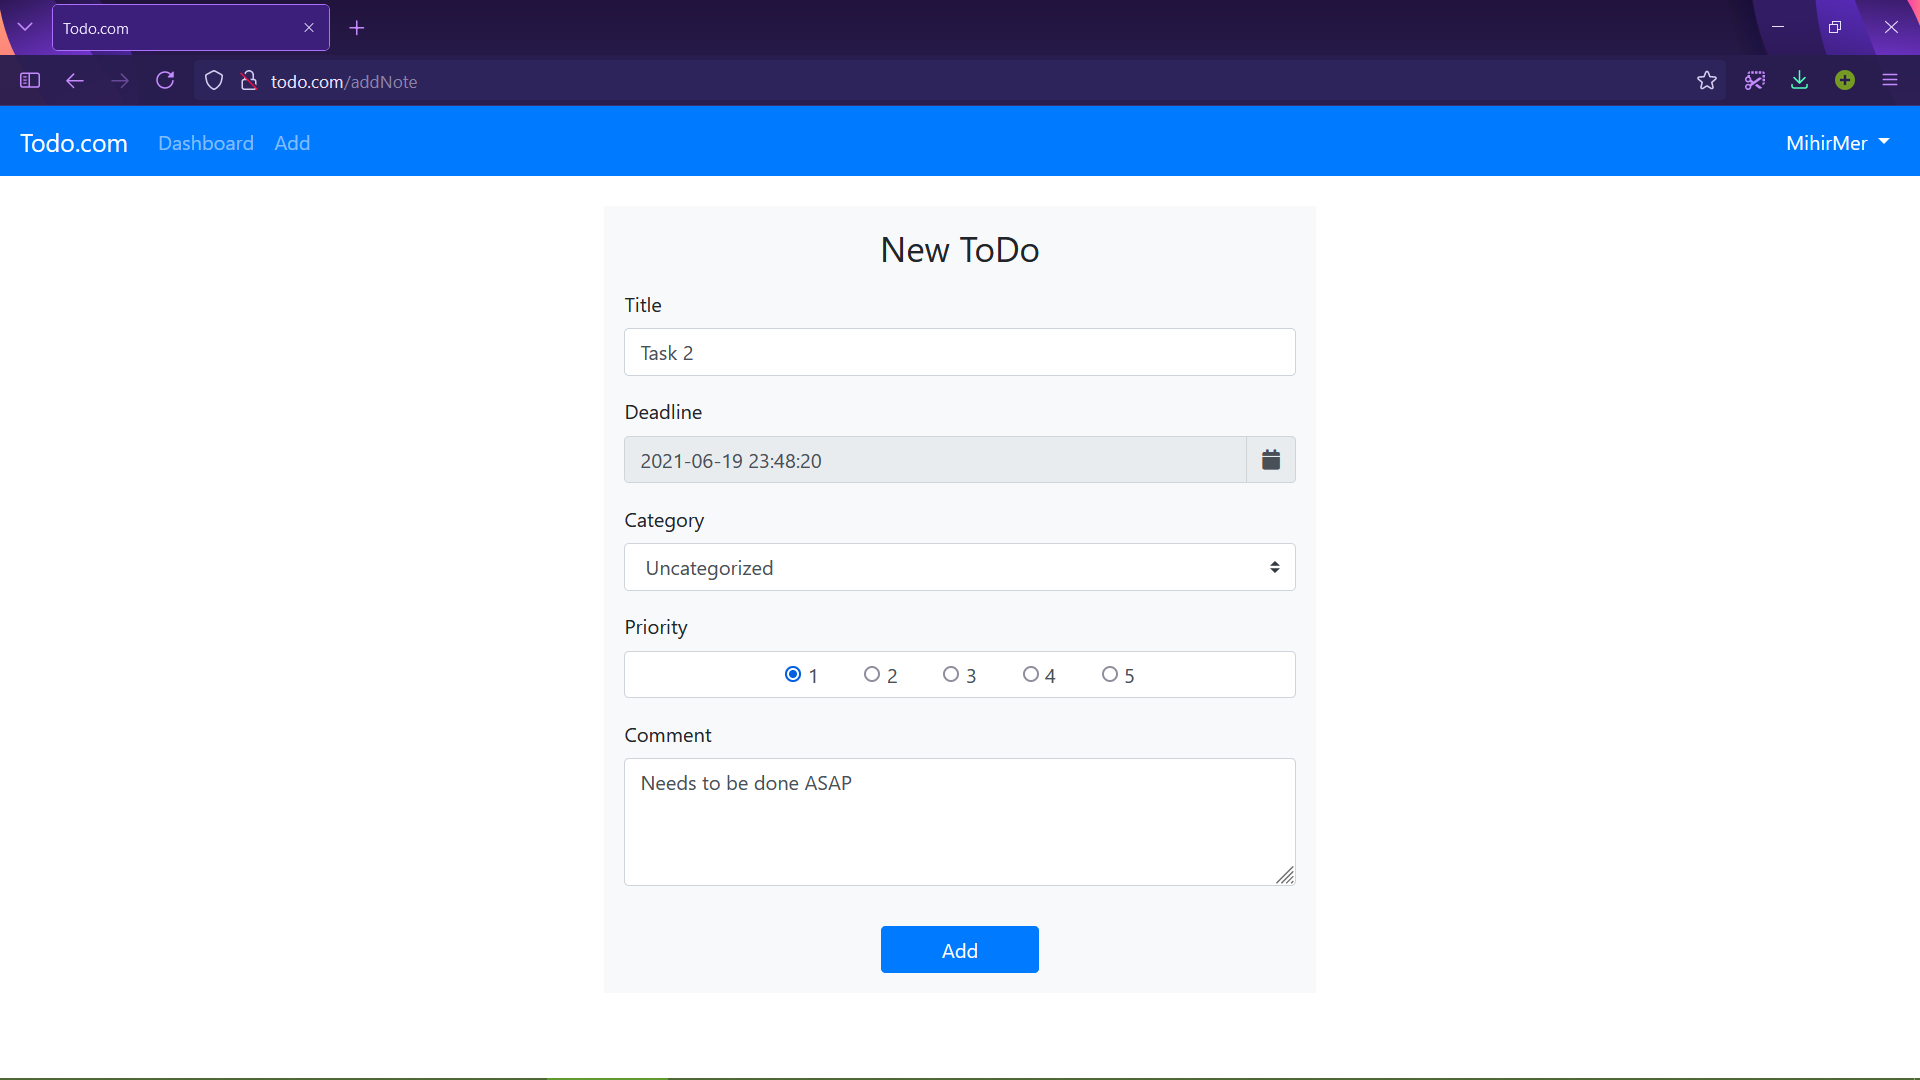 Todo.com
todo.com/addNote
Todo.com Dashboard Add MihirMer
New ToDo
Title
Task 2
Deadline
2021-06-19 23:48:20
Category
Uncategorized
Priority
1 2 3 4 5
Comment
Needs to be done ASAP
Add